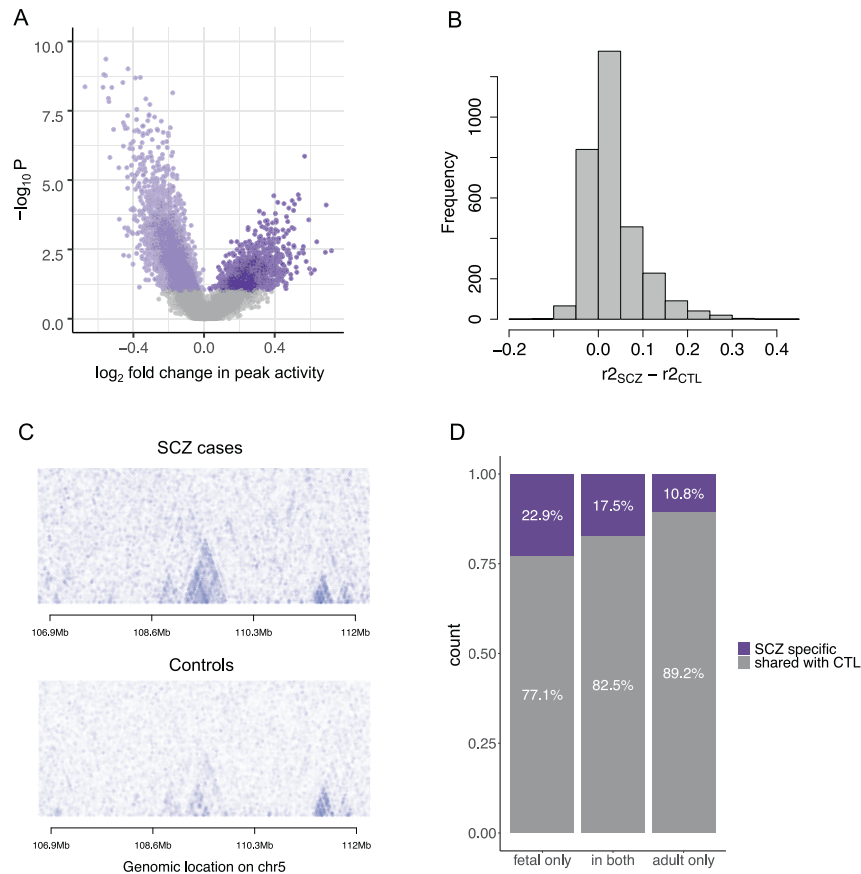 A
10.0
7.5
5.0
2.5
0.0
−log10 P
−0.4
0.0
0.4
log2 fold change in peak activity
B
Frequency
1000
600
200
0
−0.2
0.0
0.1
0.2
0.3
0.4
r2SCZ − r2CTL
C
SCZ cases
106.9Mb
108.6Mb
110.3Mb
112Mb
Controls
106.9Mb
108.6Mb
110.3Mb
112Mb
Genomic location on chr5
D
count
1.00
0.75
0.50
0.25
0.00
22.9%
17.5%
10.8%
77.1%
82.5%
89.2%
fetal only
in both
adult only
SCZ specific
shared with CTL